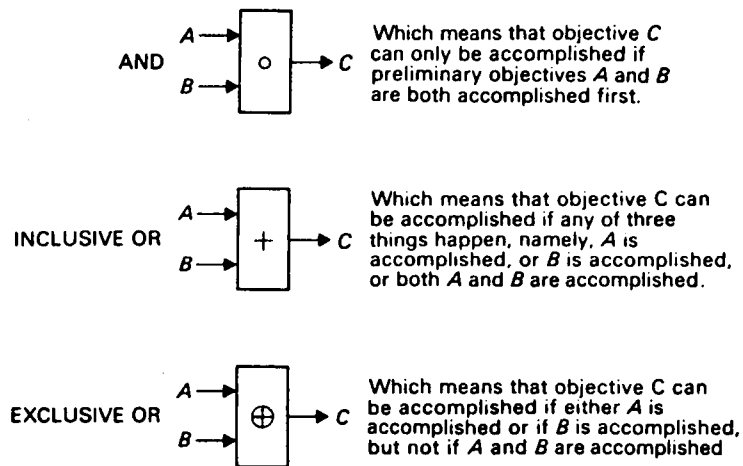 A
AND
B
C
Which means that objective C
can only be accomplished if
preliminary objectives A and B
are both accomplished first.
A
INCLUSIVE OR
B
+
C
Which means that objective C can
be accomplished if any of three
things happen, namely, A is
accomplished, or B is accomplished,
or both A and B are accomplished.
A
EXCLUSIVE OR
B
⊕
C
Which means that objective C can
be accomplished if either A is
accomplished or if B is accomplished,
but not if A and B are accomplished